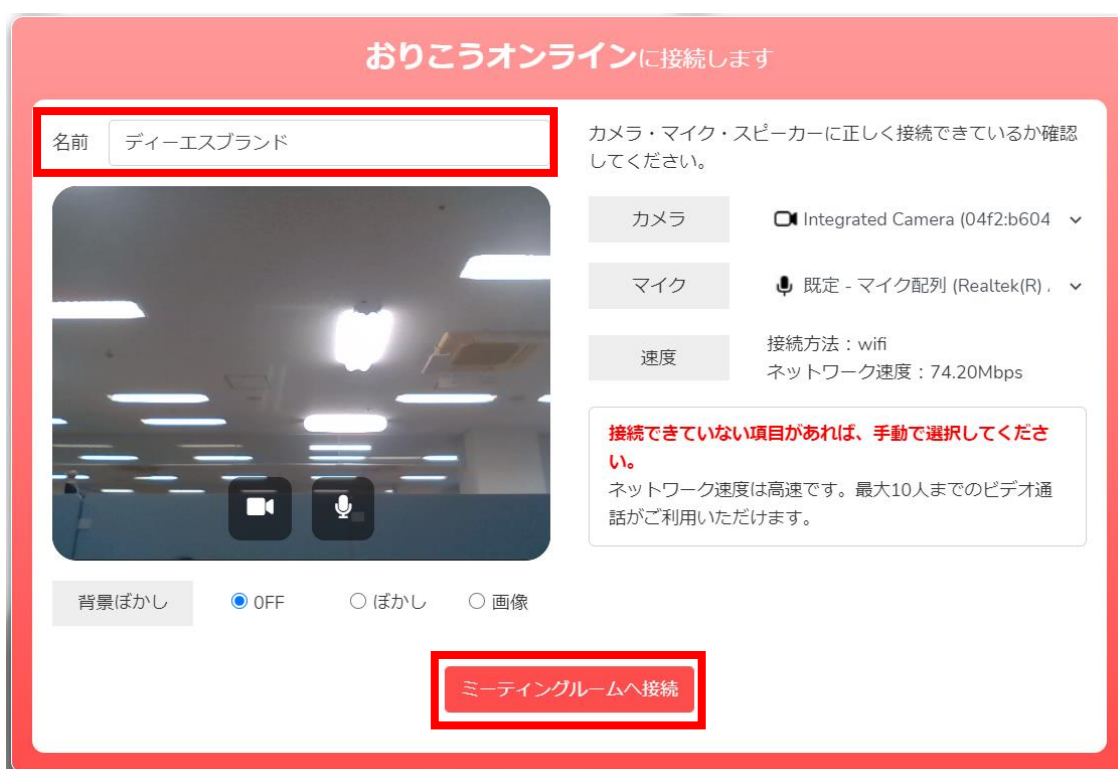 おりこうオンラインに接続します
名前 ディーエスブランド
カメラ・マイク・スピーカーに正しく接続できているか確認
してください。
カメラ Integrated Camera (04f2:b604
マイク 既定 - マイク配列 (Realtek(R) .
速度 接続方法：wifi
ネットワーク速度：74.20Mbps
接続できていない項目があれば、手動で選択してくださ
い。
ネットワーク速度は高速です。最大10人までのビデオ通
話がご利用いただけます。
背景ぼかし 0FF ぼかし 画像
ミーティングルームへ接続